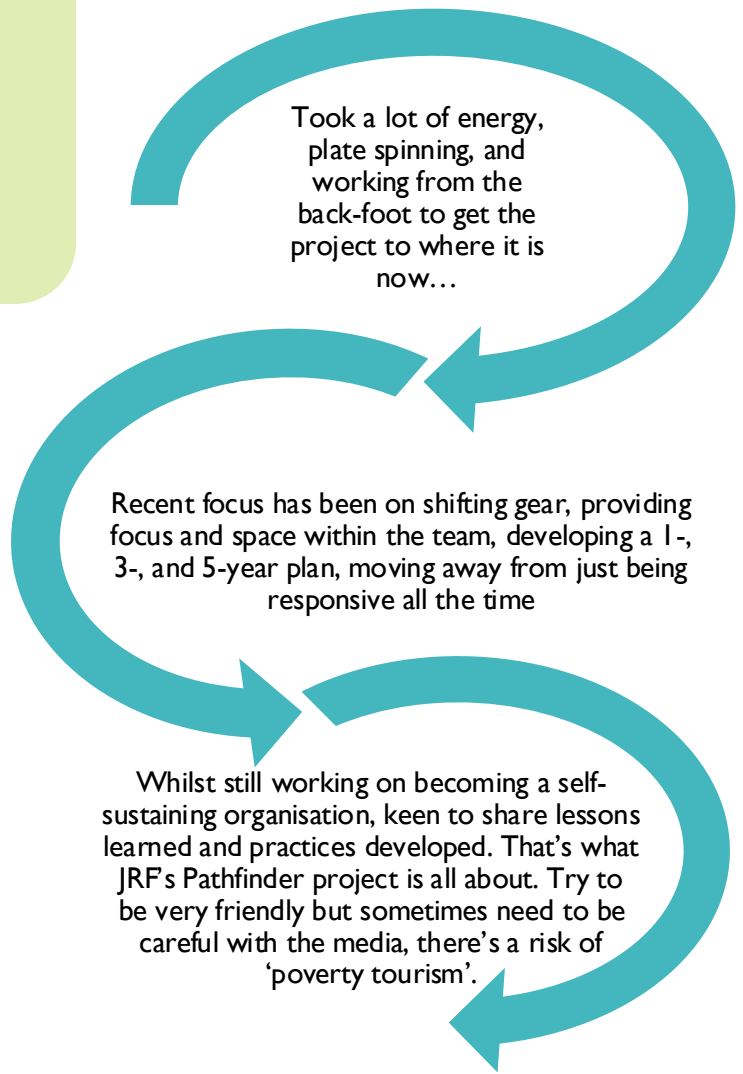 Took a lot of energy,
plate spinning, and
working from the
back-foot to get the
project to where it is
now…
Recent focus has been on shifting gear, providing
focus and space within the team, developing a 1-,
3-, and 5-year plan, moving away from just being
responsive all the time
Whilst still working on becoming a self-
sustaining organisation, keen to share lessons
learned and practices developed. That’s what
JRF’s Pathfinder project is all about. Try to
be very friendly but sometimes need to be
careful with the media, there’s a risk of
‘poverty tourism’.